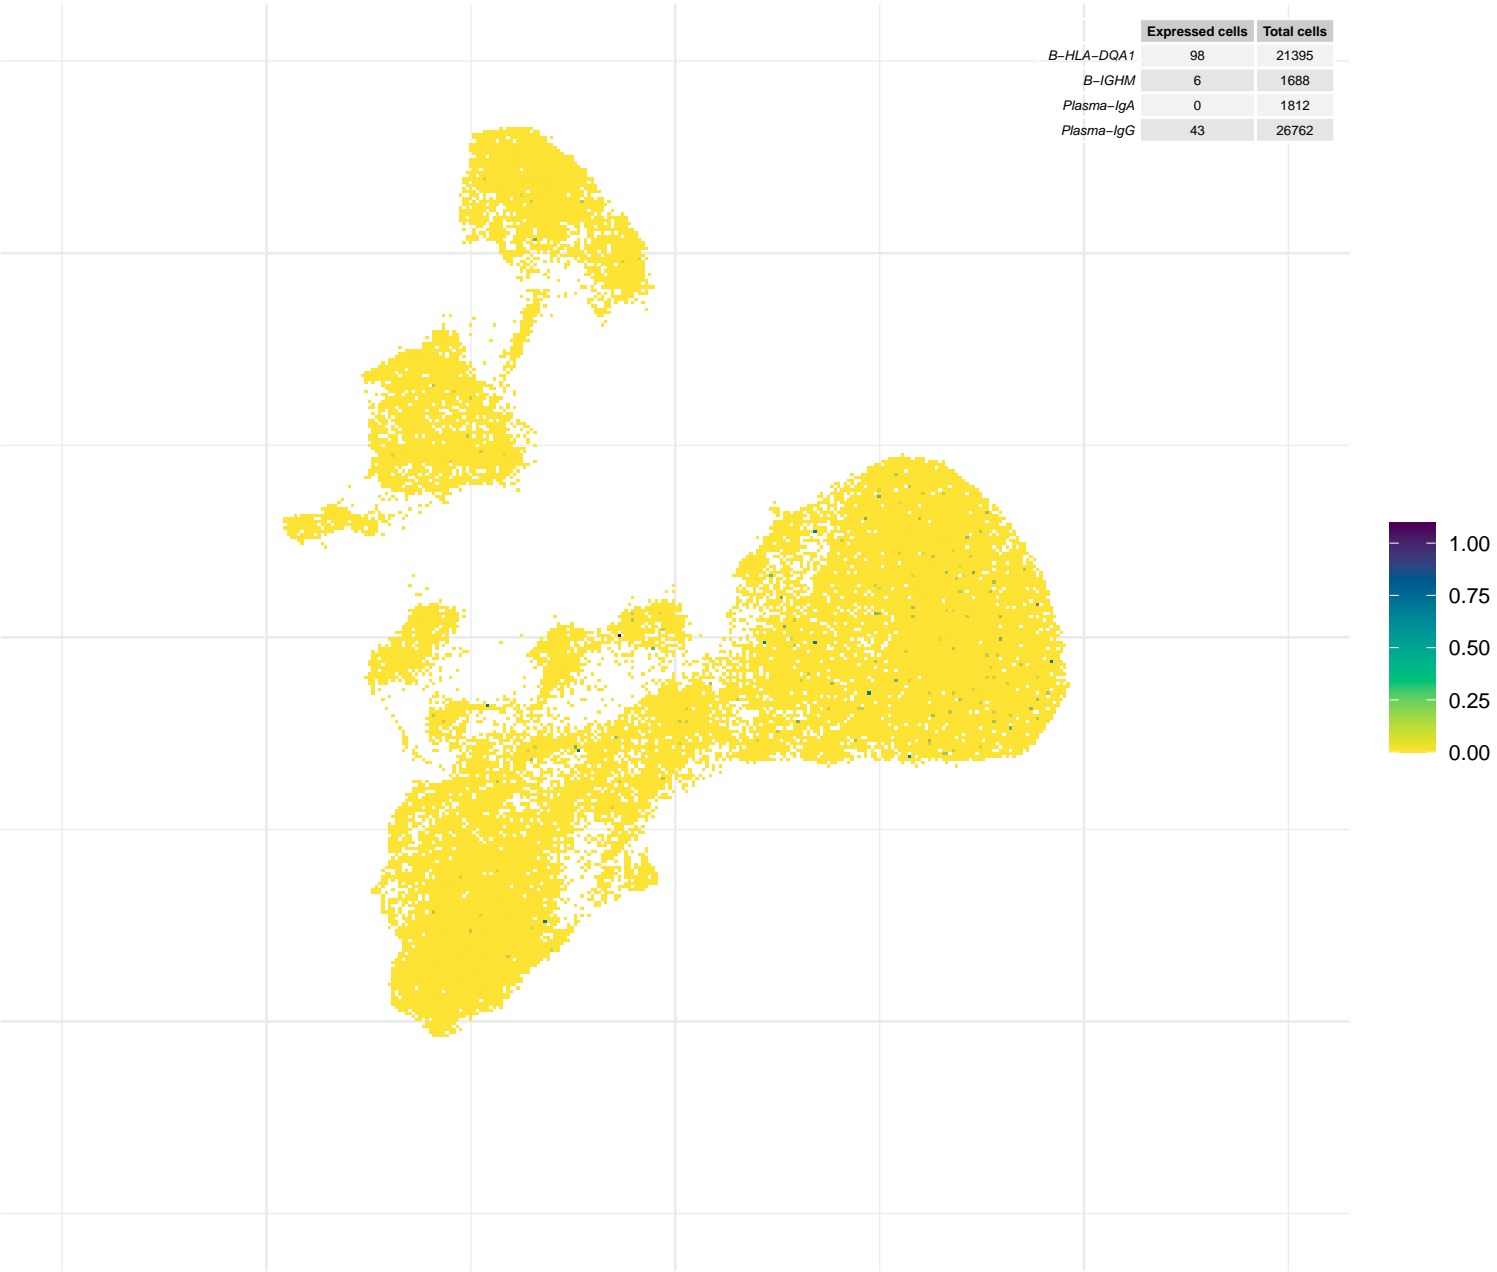 Expressed cells Total cells
B−HLA−DQA1 98 21395
B−IGHM 6 1688
Plasma−IgA 0 1812
Plasma−IgG 43 26762
1.00
0.75
0.50
0.25
0.00